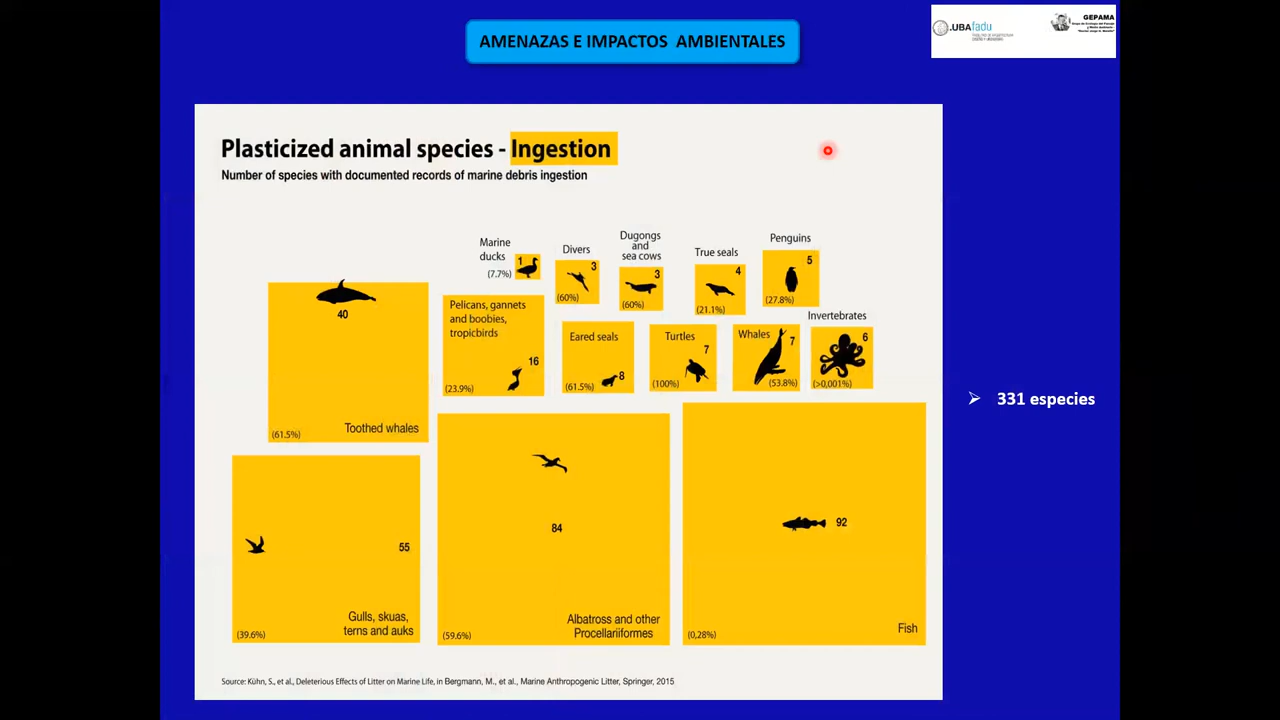 AMENAZAS E IMPACTOS AMBIENTALES
.UBAfadu
GEPAMA
Plasticized animal species - Ingestion
Number of species with documented records of marine debris ingestion
Marine
ducks
(7.7%)
1
Divers
3
(60%)
Dugongs
and
sea cows
3
(60%)
True seals
4
(21.1%)
Penguins
5
(27.8%)
40
Toothed whales
(61.5%)
Pelicans, gannets
and boobies,
tropicbirds
16
(23.9%)
Eared seals
8
(61.5%)
Turtles
7
(100%)
Whales
7
(53.8%)
Invertebrates
6
(>0,001%)
331 especies
55
Gulls, skuas,
terns and auks
(39.6%)
84
Albatross and other
Procellariiformes
(59.6%)
92
Fish
(0,28%)
Source: Kühn, S., et al., Deleterious Effects of Litter on Marine Life, in Bergmann, M., et al., Marine Anthropogenic Litter, Springer, 2015